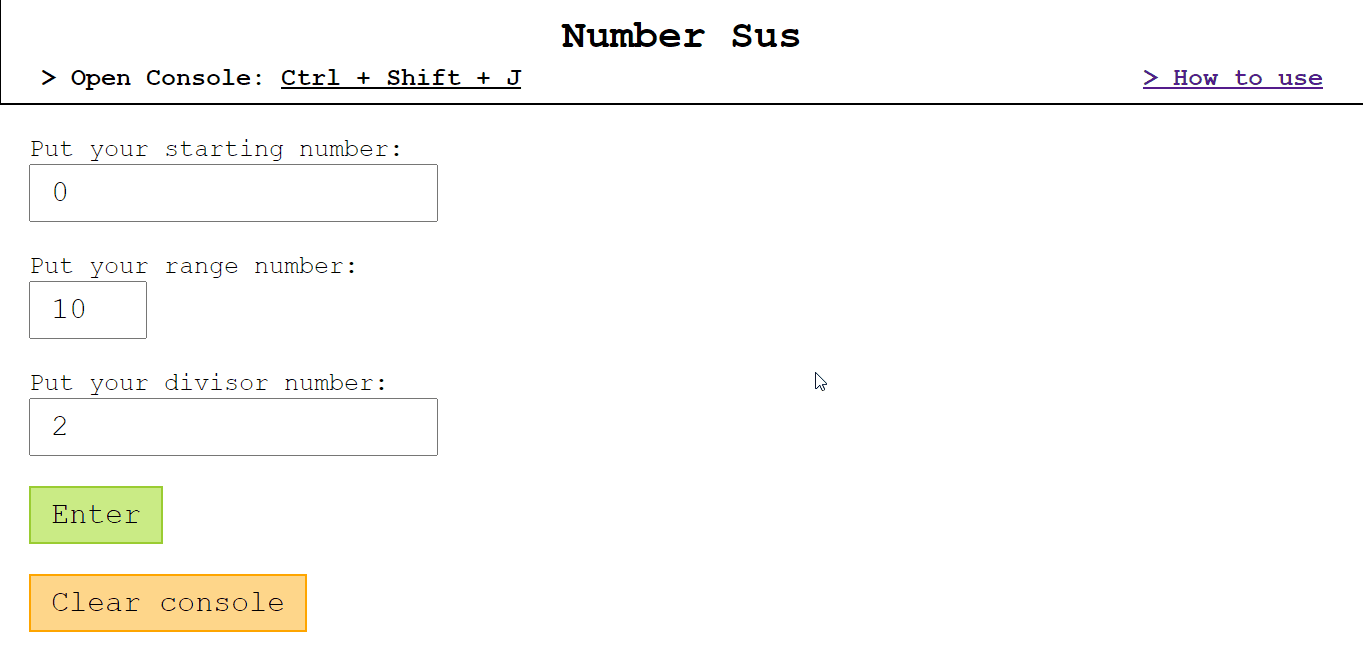 Number Sus
> Open Console: Ctrl + Shift + J
> How to use
Put your starting number:
0
Put your range number:
10
Put your divisor number:
2
Enter
Clear console